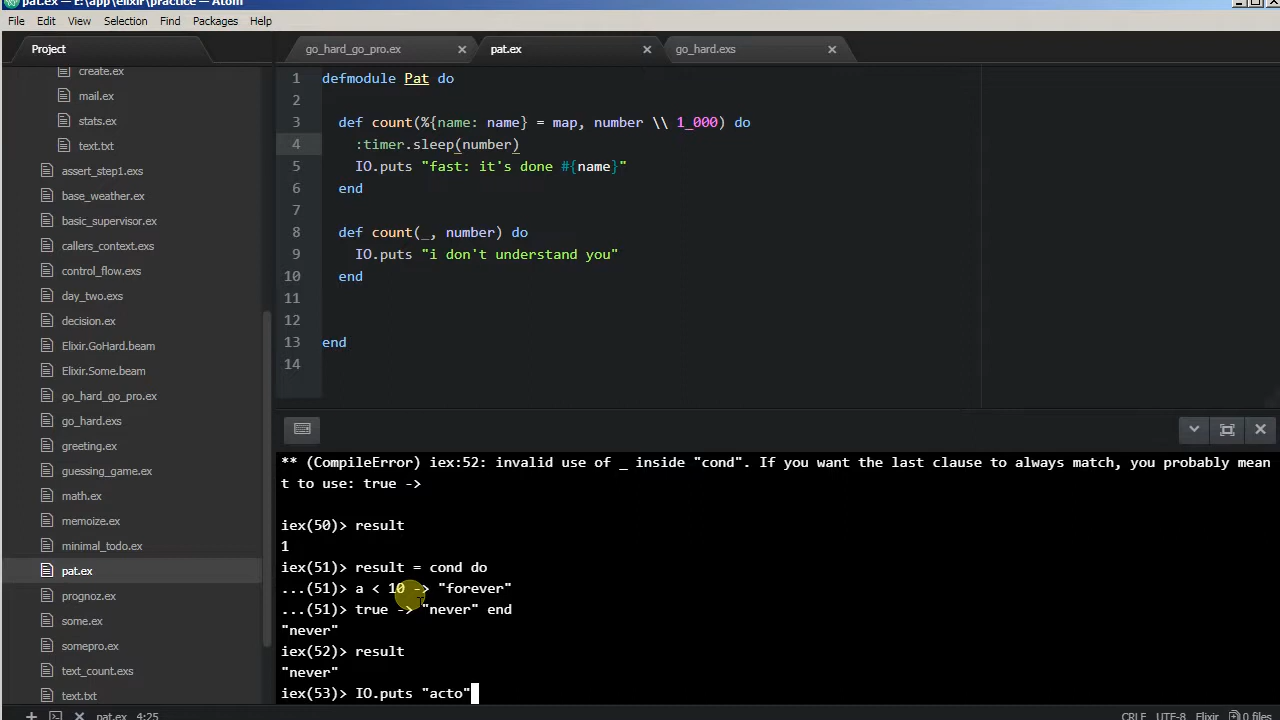 pat.ex — E:\app\elixir\practice — Atom
File Edit View Selection Find Packages Help
Project
go_hard_go_pro.ex pat.ex go_hard.exs
create.ex
mail.ex
stats.ex
text.txt
assert_step1.exs
base_weather.ex
basic_supervisor.ex
callers_context.exs
control_flow.exs
day_two.exs
decision.ex
Elixir.GoHard.beam
Elixir.Some.beam
go_hard_go_pro.ex
go_hard.exs
greeting.ex
guessing_game.ex
math.ex
memoize.ex
minimal_todo.ex
pat.ex
prognoz.ex
some.ex
somepro.ex
text_count.exs
text.txt
1 defmodule Pat do
2
3 def count(%{name: name} = map, number \\ 1_000) do
4 :timer.sleep(number)
5 IO.puts "fast: it's done #{name}"
6 end
7
8 def count(_, number) do
9 IO.puts "i don't understand you"
10 end
11
12
13 end
14
** (CompileError) iex:52: invalid use of _ inside "cond". If you want the last clause to always match, you probably mean
t to use: true ->
iex(50)> result
1
iex(51)> result = cond do
...(51)> a < 10 -> "forever"
...(51)> true -> "never" end
"never"
iex(52)> result
"never"
iex(53)> IO.puts "acto"
pat.ex 4:25 CRLF UTF-8 Elixir 0 files